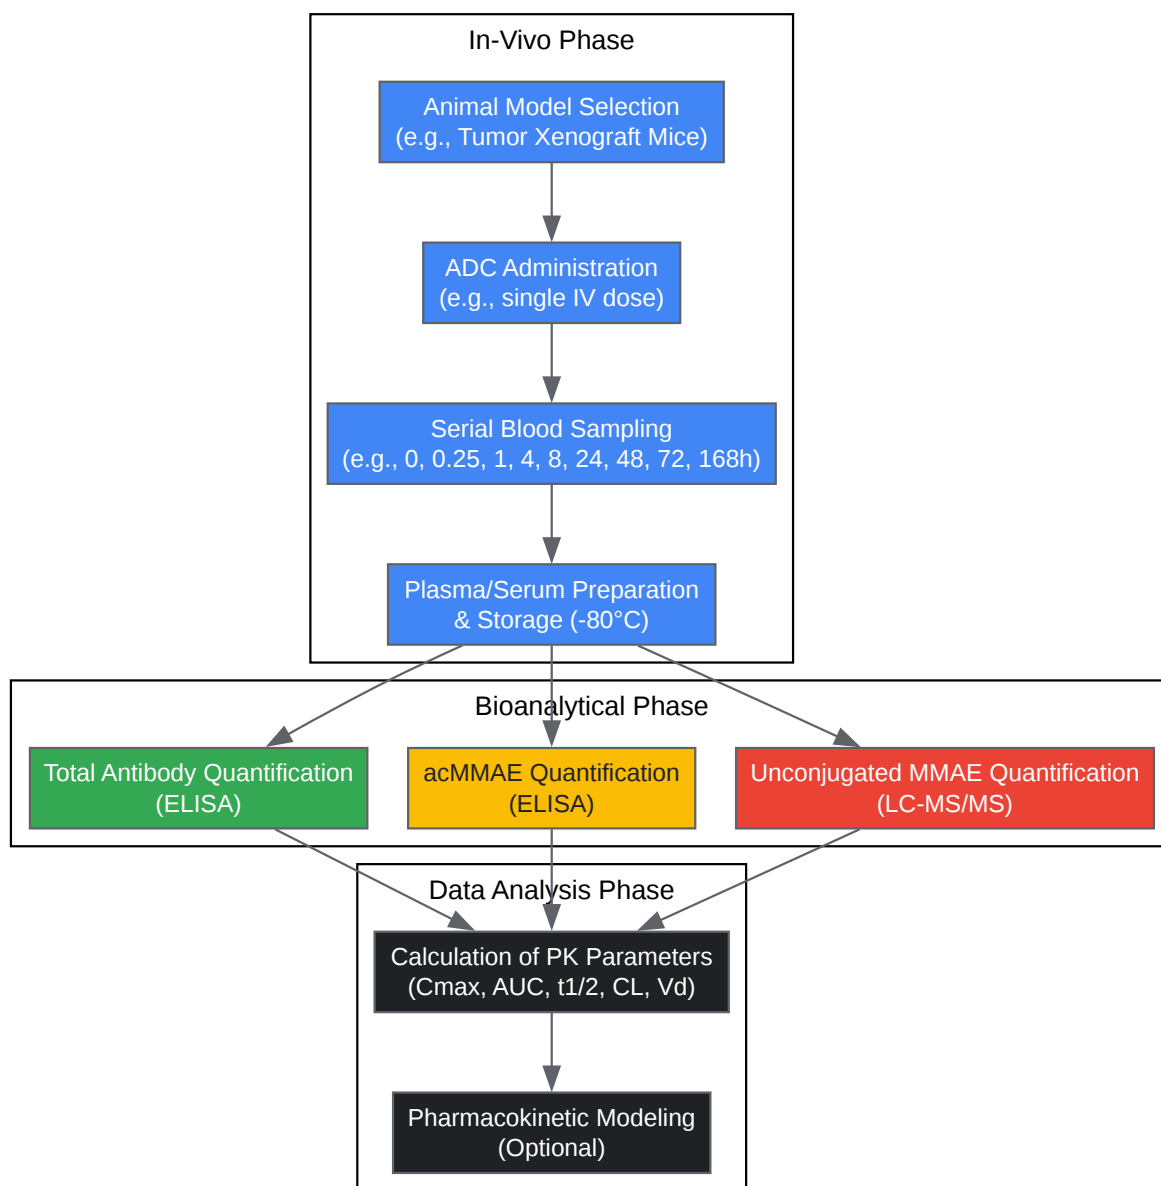 In-Vivo Phase
Animal Model Selection
(e.g., Tumor Xenograft Mice)
ADC Administration
(e.g., single IV dose)
Serial Blood Sampling
(e.g., 0, 0.25, 1, 4, 8, 24, 48, 72, 168h)
Plasma/Serum Preparation
& Storage (-80°C)
Bioanalytical Phase
Total Antibody Quantification
(ELISA)
acMMAE Quantification
(ELISA)
Unconjugated MMAE Quantification
(LC-MS/MS)
Data Analysis Phase
Calculation of PK Parameters
(Cmax, AUC, t1/2, CL, Vd)
Pharmacokinetic Modeling
(Optional)